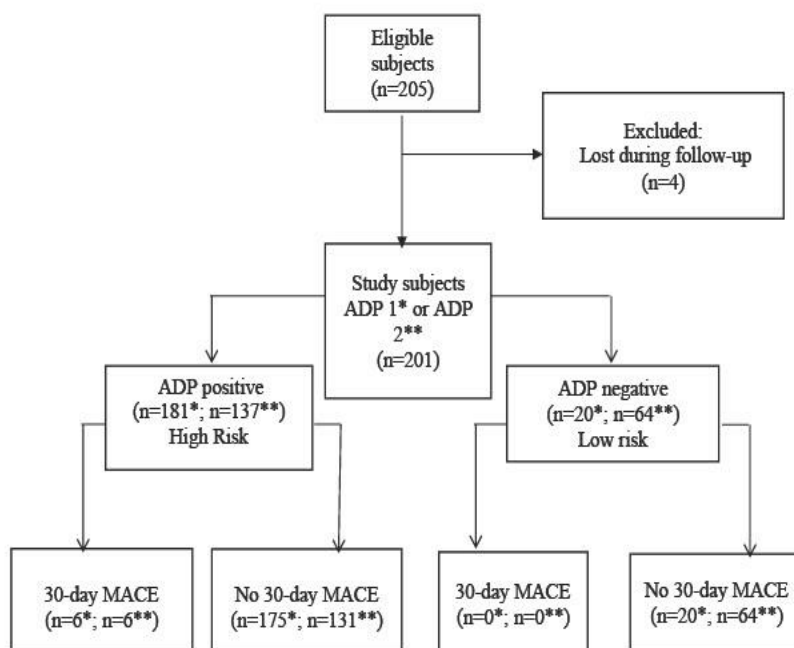 Eligible
subjects
(n=205)
Excluded:
Lost during follow-up
(n=4)
Study subjects
ADP 1* or ADP
2**
(n=201)
ADP positive
(n=181*; n=137**)
High Risk
ADP negative
(n=20*; n=64**)
Low risk
30-day MACE
(n=6*; n=6**)
No 30-day MACE
(n=175*; n=131**)
30-day MACE
(n=0*; n=0**)
No 30-day MACE
(n=20*; n=64**)